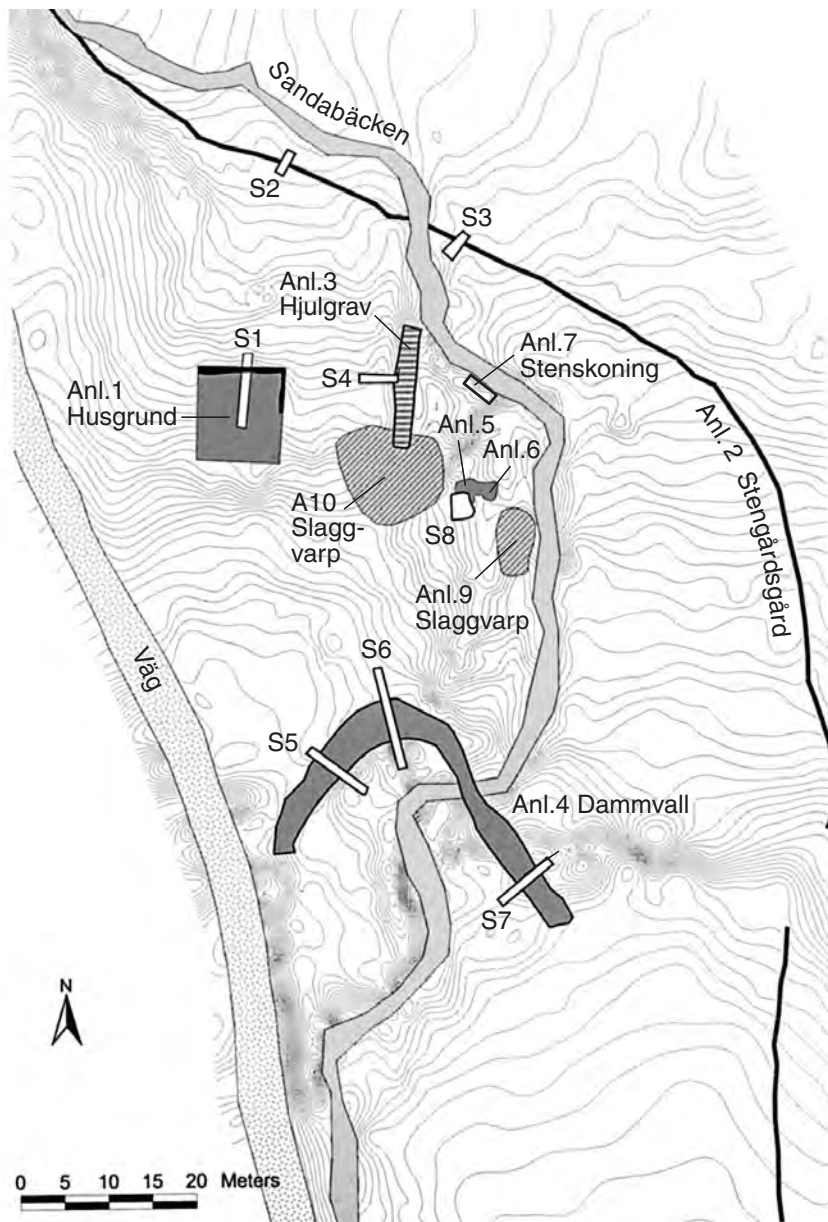 Sandabäcken
S2
S3
Anl.3
Hjulgrav
S1
Anl.7
Stenskoning
S4
Anl.1
Husgrund
Anl.5
Anl.6
Anl. 2 Stengårdsgård
A10
Slagg-
varp
S8
Anl.9
Slaggvarp
Väg
S6
S5
Anl.4 Dammvall
S7
N
0 5 10 15 20 Meters